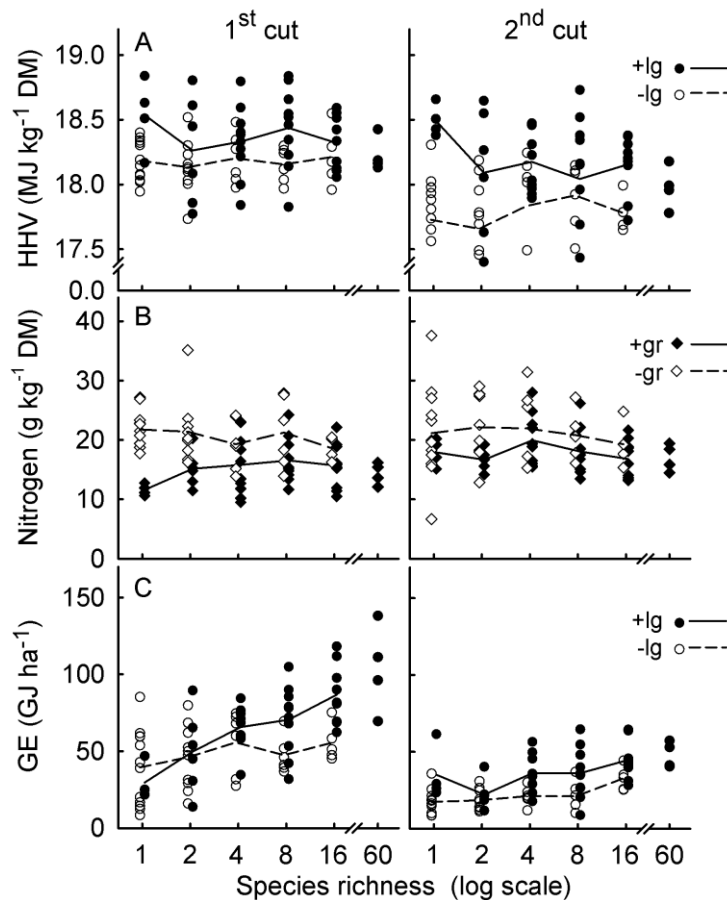 1st cut 2nd cut
A
19.0
18.5
18.0
17.5
0.0
HHV (MJ kg⁻¹ DM)
+lg
-lg
B
40
30
20
10
0
Nitrogen (g kg⁻¹ DM)
+gr
-gr
C
150
100
50
0
GE (GJ ha⁻¹)
+lg
-lg
1 2 4 8 16 60 1 2 4 8 16 60
Species richness (log scale)